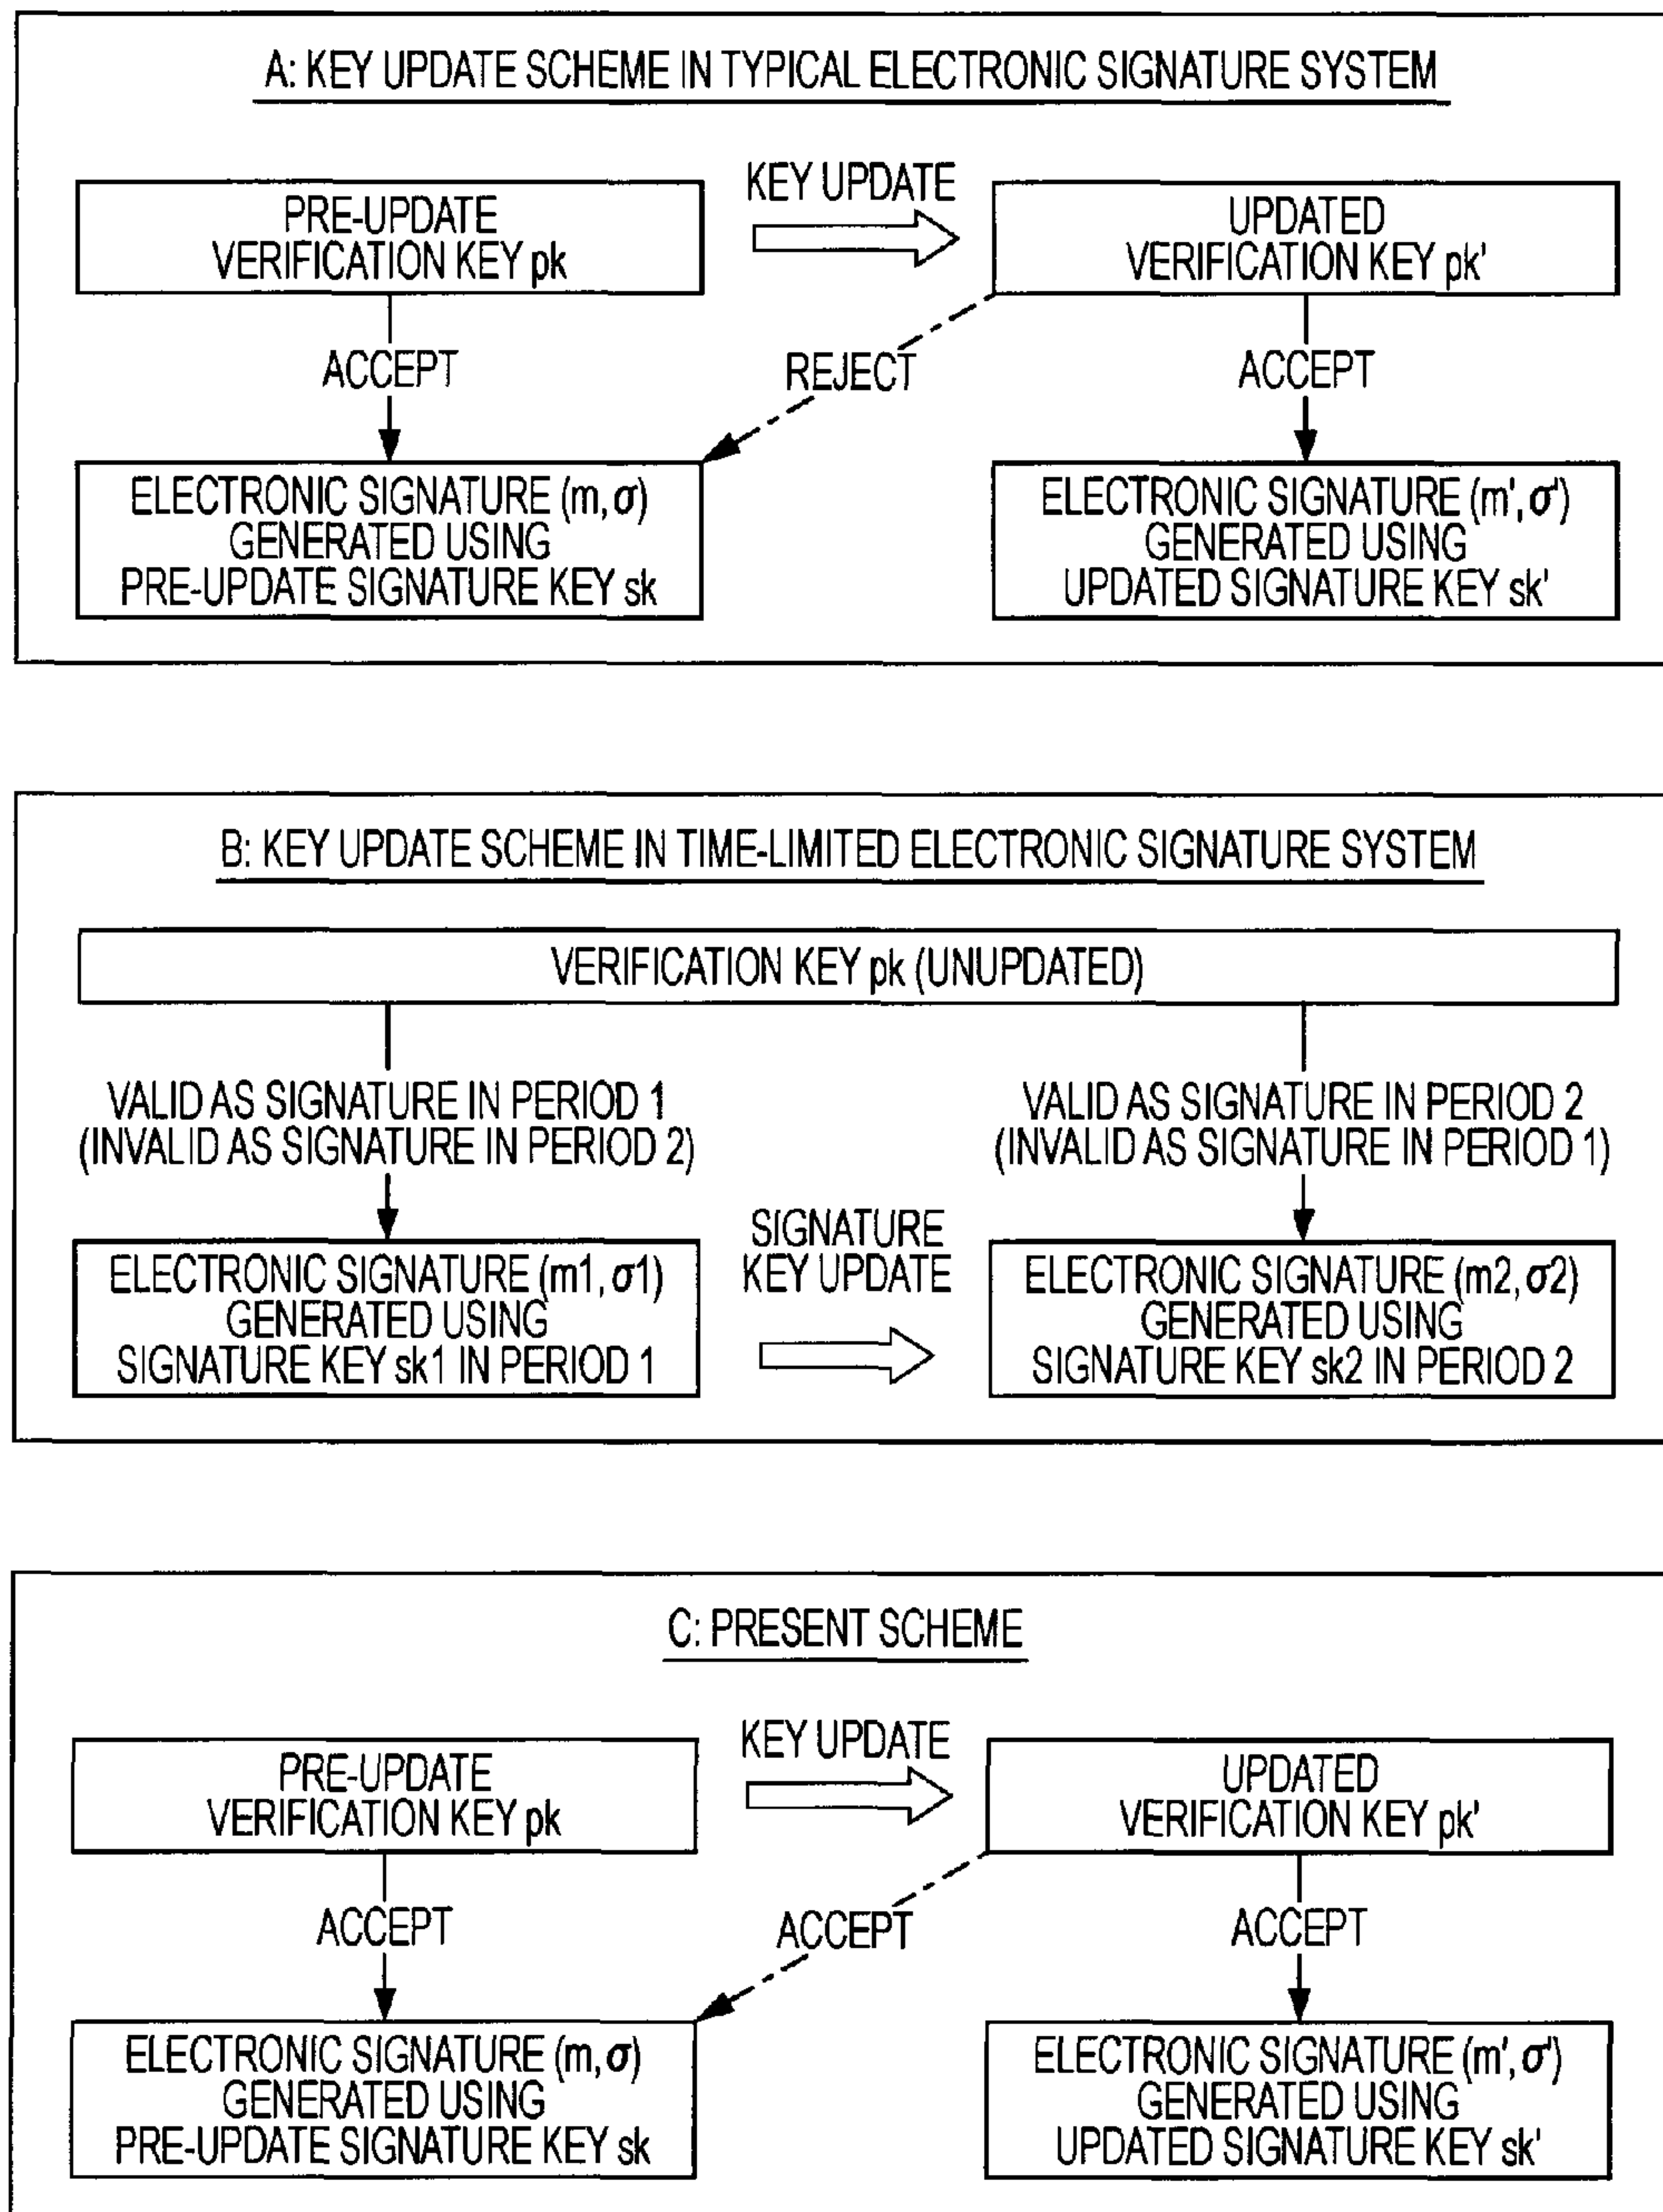 A: KEY UPDATE SCHEME IN TYPICAL ELECTRONIC SIGNATURE SYSTEM
PRE-UPDATE
VERIFICATION KEY pk
KEY UPDATE
UPDATED
VERIFICATION KEY pk'
ACCEPT
REJECT
ACCEPT
ELECTRONIC SIGNATURE (m, σ)
GENERATED USING
PRE-UPDATE SIGNATURE KEY sk
ELECTRONIC SIGNATURE (m', σ')
GENERATED USING
UPDATED SIGNATURE KEY sk'
B: KEY UPDATE SCHEME IN TIME-LIMITED ELECTRONIC SIGNATURE SYSTEM
VERIFICATION KEY pk (UNUPDATED)
VALID AS SIGNATURE IN PERIOD 1
(INVALID AS SIGNATURE IN PERIOD 2)
VALID AS SIGNATURE IN PERIOD 2
(INVALID AS SIGNATURE IN PERIOD 1)
ELECTRONIC SIGNATURE (m1, σ1)
GENERATED USING
SIGNATURE KEY sk1 IN PERIOD 1
SIGNATURE
KEY UPDATE
ELECTRONIC SIGNATURE (m2, σ2)
GENERATED USING
SIGNATURE KEY sk2 IN PERIOD 2
C: PRESENT SCHEME
PRE-UPDATE
VERIFICATION KEY pk
KEY UPDATE
UPDATED
VERIFICATION KEY pk'
ACCEPT
ACCEPT
ACCEPT
ELECTRONIC SIGNATURE (m, σ)
GENERATED USING
PRE-UPDATE SIGNATURE KEY sk
ELECTRONIC SIGNATURE (m', σ')
GENERATED USING
UPDATED SIGNATURE KEY sk'